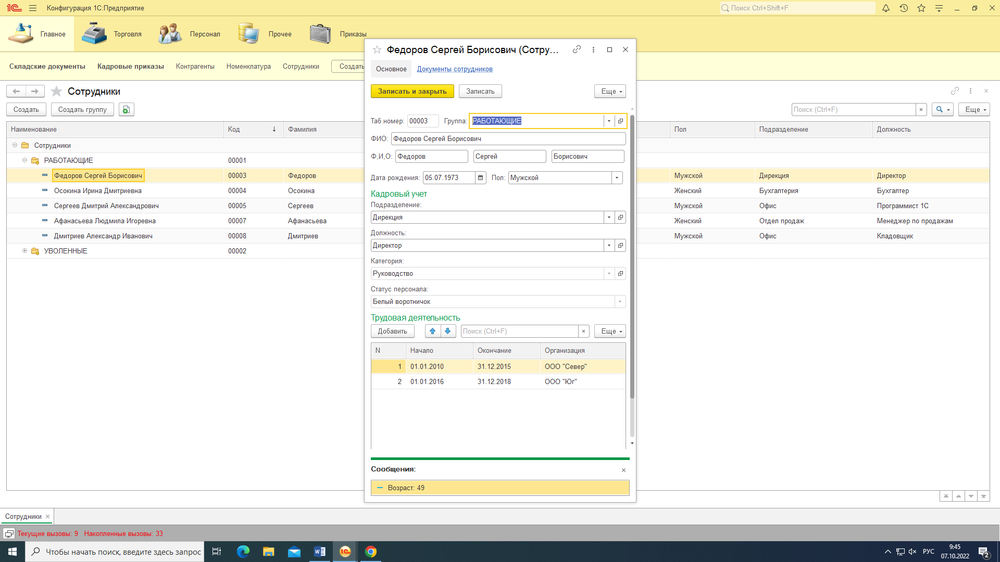 Конфигурация 1С:Предприятие
Поиск Ctrl+Shift+F
Главное
Торговля
Персонал
Прочее
Приказы
Складские документы Кадровые приказы Контрагенты Номенклатура Сотрудники Создать
Сотрудники
Создать Создать группу
Поиск (Ctrl+F) × Еще
Наименование Код ↓ Фамилия Пол Подразделение Должность
Сотрудники
РАБОТАЮЩИЕ 00001
Федоров Сергей Борисович 00003 Федоров Мужской Дирекция Директор
Осокина Ирина Дмитриевна 00004 Осокина Женский Бухгалтерия Бухгалтер
Сергеев Дмитрий Александрович 00005 Сергеев Мужской Офис Программист 1С
Афанасьева Людмила Игоревна 00007 Афанасьева Женский Отдел продаж Менеджер по продажам
Дмитриев Александр Иванович 00008 Дмитриев Мужской Офис Кладовщик
УВОЛЕННЫЕ 00002
Федоров Сергей Борисович (Сотру...
Основное Документы сотрудников
Записать и закрыть Записать Еще
Таб.номер: 00003 Группа: РАБОТАЮЩИЕ
ФИО: Федоров Сергей Борисович
Ф,И,О: Федоров Сергей Борисович
Дата рождения: 05.07.1973 Пол: Мужской
Кадровый учет
Подразделение:
Дирекция
Должность:
Директор
Категория:
Руководство
Статус персонала:
Белый воротничок
Трудовая деятельность
Добавить Поиск (Ctrl+F) × Еще
N Начало Окончание Организация
1 01.01.2010 31.12.2015 ООО "Север"
2 01.01.2016 31.12.2018 ООО "Юг"
Сообщения:
Возраст: 49
Сотрудники ×
Текущие вызовы: 9 Накопленные вызовы: 33
Чтобы начать поиск, введите здесь запрос
РУС
9:45
07.10.2022
2